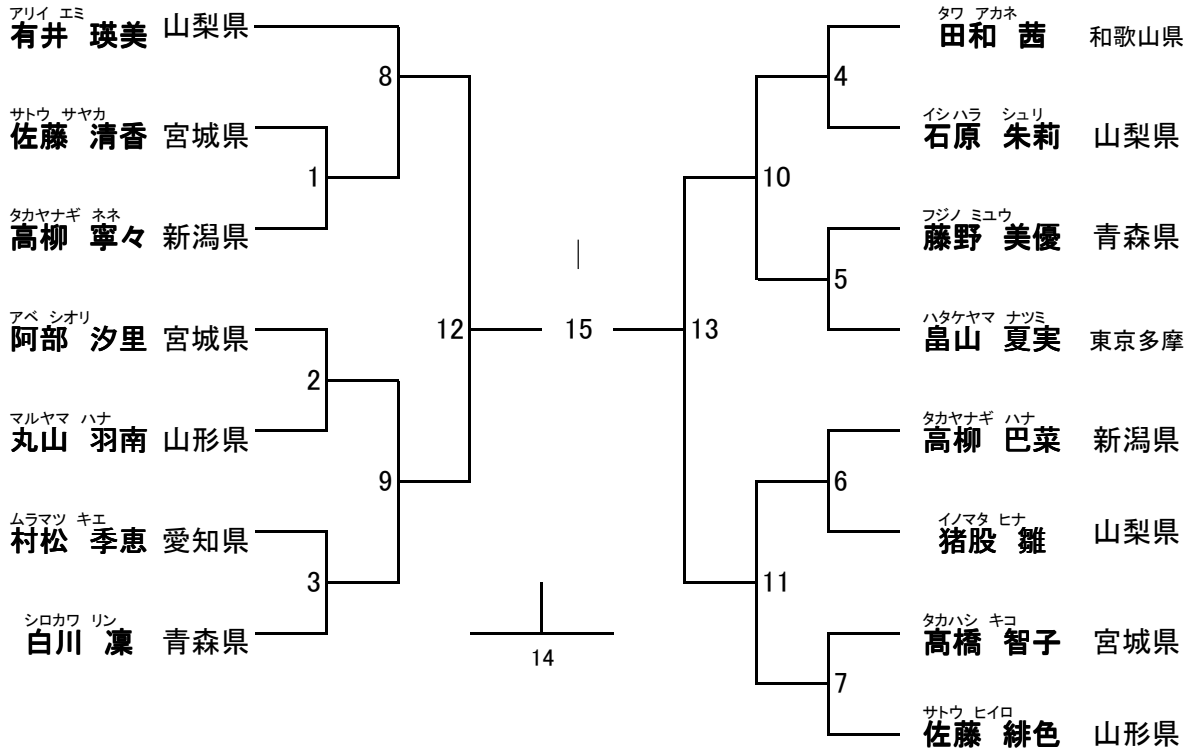 アリイ エミ
有井 瑛美 山梨県
8
サトウ サヤカ
佐藤 清香 宮城県
1
タカヤナギ ネネ
高柳 寧々 新潟県
12
アベ シオリ
阿部 汐里 宮城県
2
マルヤマ ハナ
丸山 羽南 山形県
9
ムラマツ キエ
村松 季恵 愛知県
3
シロカワ リン
白川 凜 青森県
15
14
タワ アカネ
田和 茜 和歌山県
4
イシハラ シュリ
石原 朱莉 山梨県
10
フジノ ミユウ
藤野 美優 青森県
5
ハタケヤマ ナツミ
畠山 夏実 東京多摩
13
タカヤナギ ハナ
高柳 巴菜 新潟県
6
イノマタ ヒナ
猪股 雛 山梨県
11
タカハシ キコ
髙橋 智子 宮城県
7
サトウ ヒイロ
佐藤 緋色 山形県